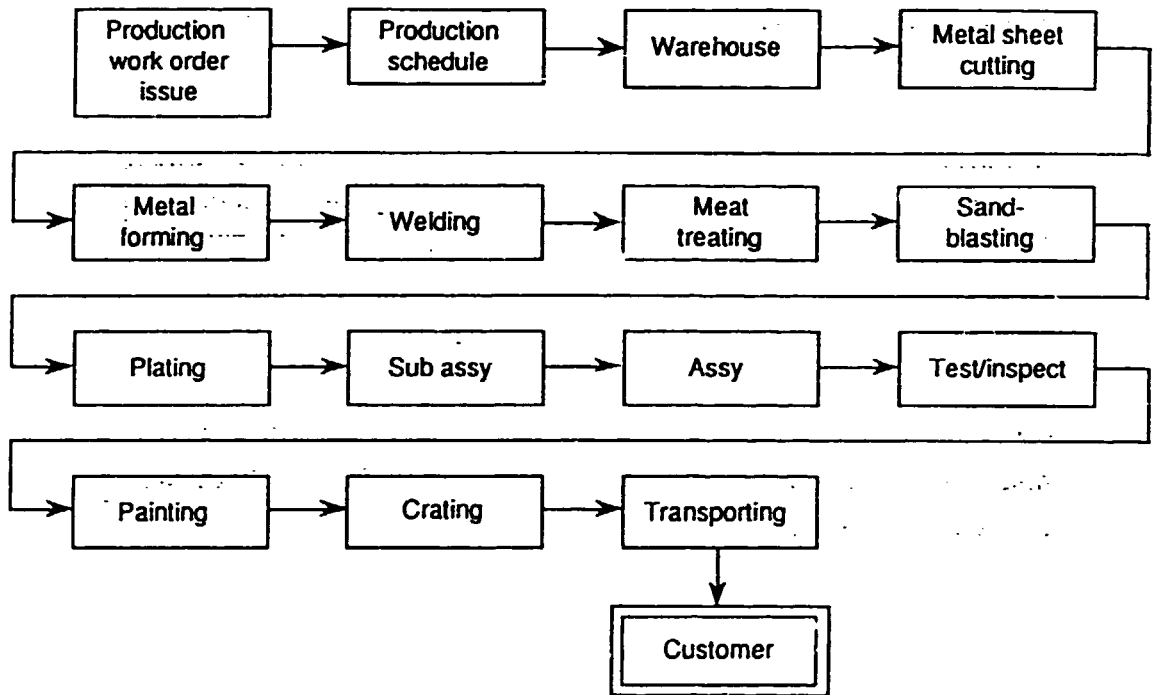 Production
work order
issue
Production
schedule
Warehouse
Metal sheet
cutting
Metal
forming
Welding
Meat
treating
Sand-
blasting
Plating
Sub assy
Assy
Test/inspect
Painting
Crating
Transporting
Customer